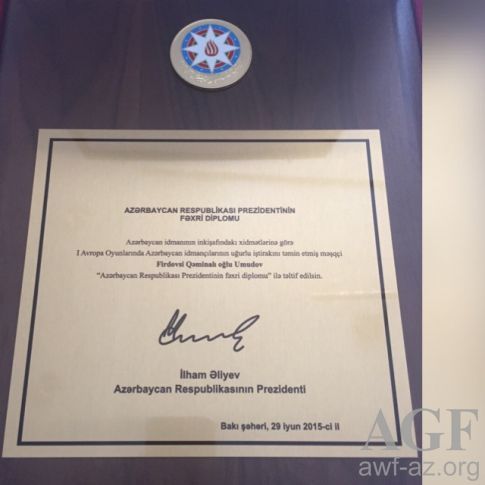 AZƏRBAYCAN RESPUBLİKASI PREZİDENTİNİN
FƏXRİ DİPLOMU
Azərbaycan idmanının inkişafındakı xidmətlərinə görə
I Avropa Oyunlarında Azərbaycan idmançılarının uğurlu iştirakını təmin etmiş məşqçi
Firdovsi Qəminalı oğlu Umudov
"Azərbaycan Respublikası Prezidentinin fəxri diplomu" ilə təltif edilsin.
İlham Əliyev
Azərbaycan Respublikasının Prezidenti
Bakı şəhəri, 29 iyun 2015-ci il
AGF
awf-az.org